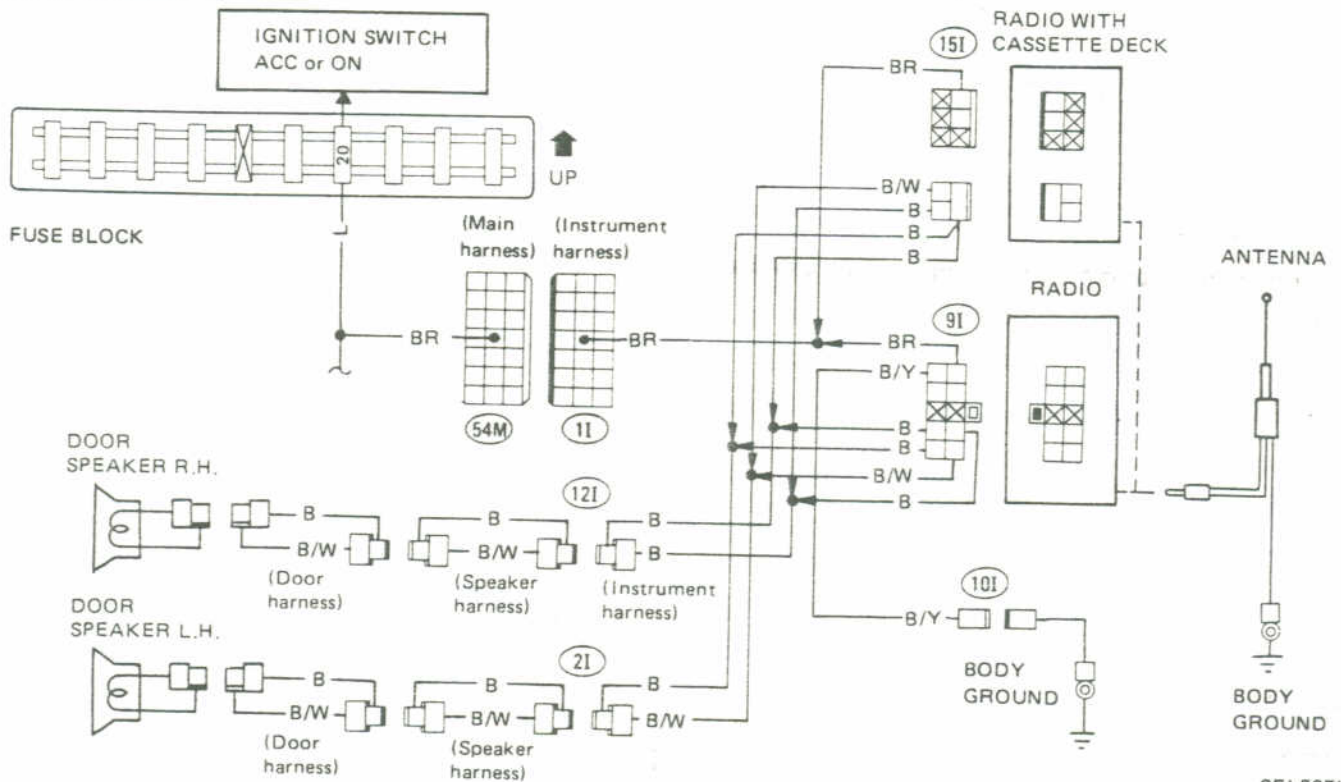 IGNITION SWITCH
ACC or ON
20
UP
FUSE BLOCK
L
(Main
harness)
(Instrument
harness)
BR
54M
1I
BR
RADIO WITH
CASSETTE DECK
15I
BR
B/W
B
B
B
RADIO
9I
BR
B/Y
B
B
B/W
B
ANTENNA
DOOR
SPEAKER R.H.
12I
B
B/W
(Door
harness)
B
B/W
(Speaker
harness)
B
B
(Instrument
harness)
DOOR
SPEAKER L.H.
2I
B
B/W
(Door
harness)
B
B/W
(Speaker
harness)
B
B/W
10I
B/Y
BODY
GROUND
BODY
GROUND